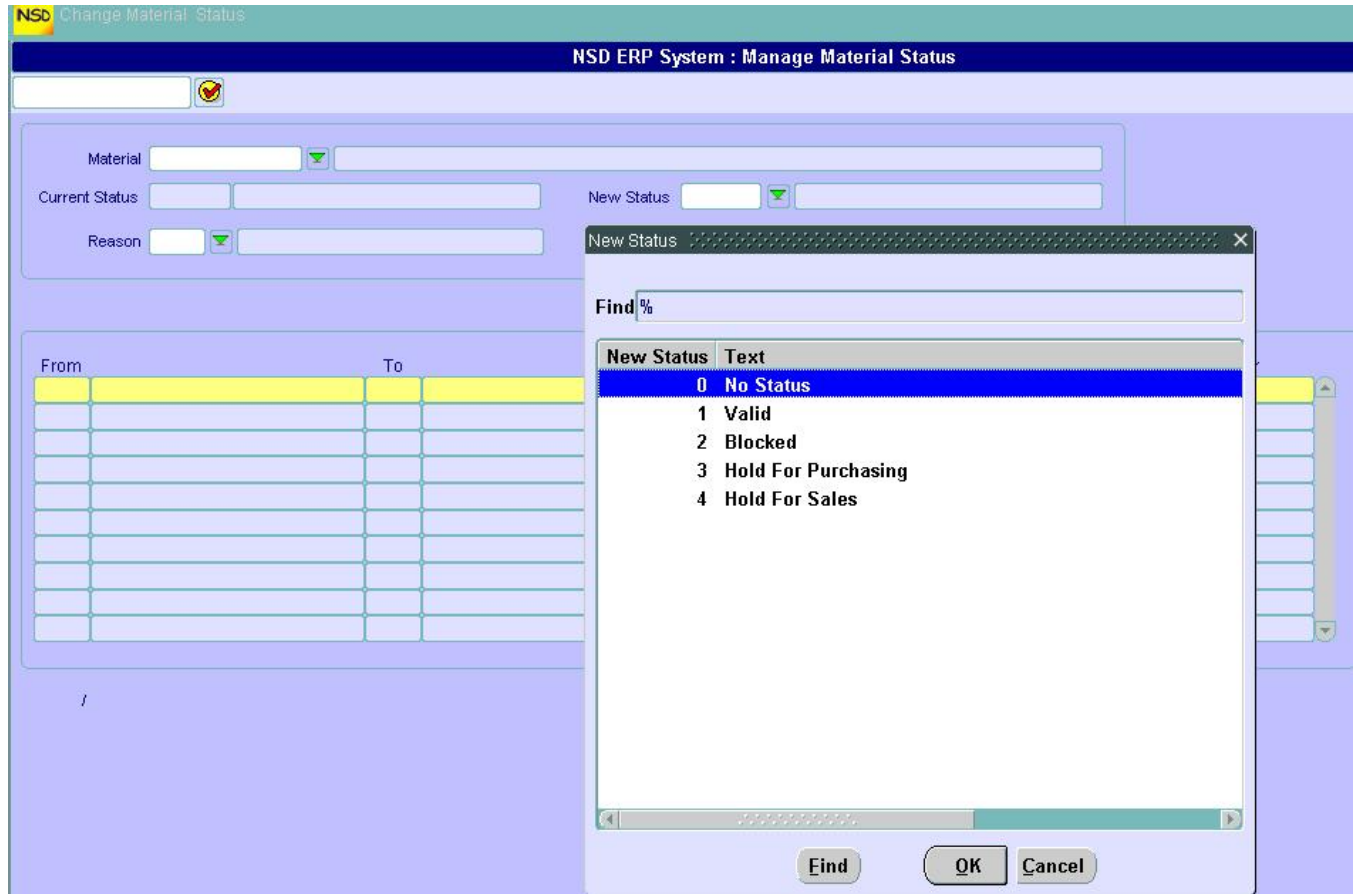 NSD Change Material Status
NSD ERP System : Manage Material Status
Material
Current Status
New Status
Reason
New Status
Find %
New Status Text
0 No Status
1 Valid
2 Blocked
3 Hold For Purchasing
4 Hold For Sales
From To
/
Find OK Cancel